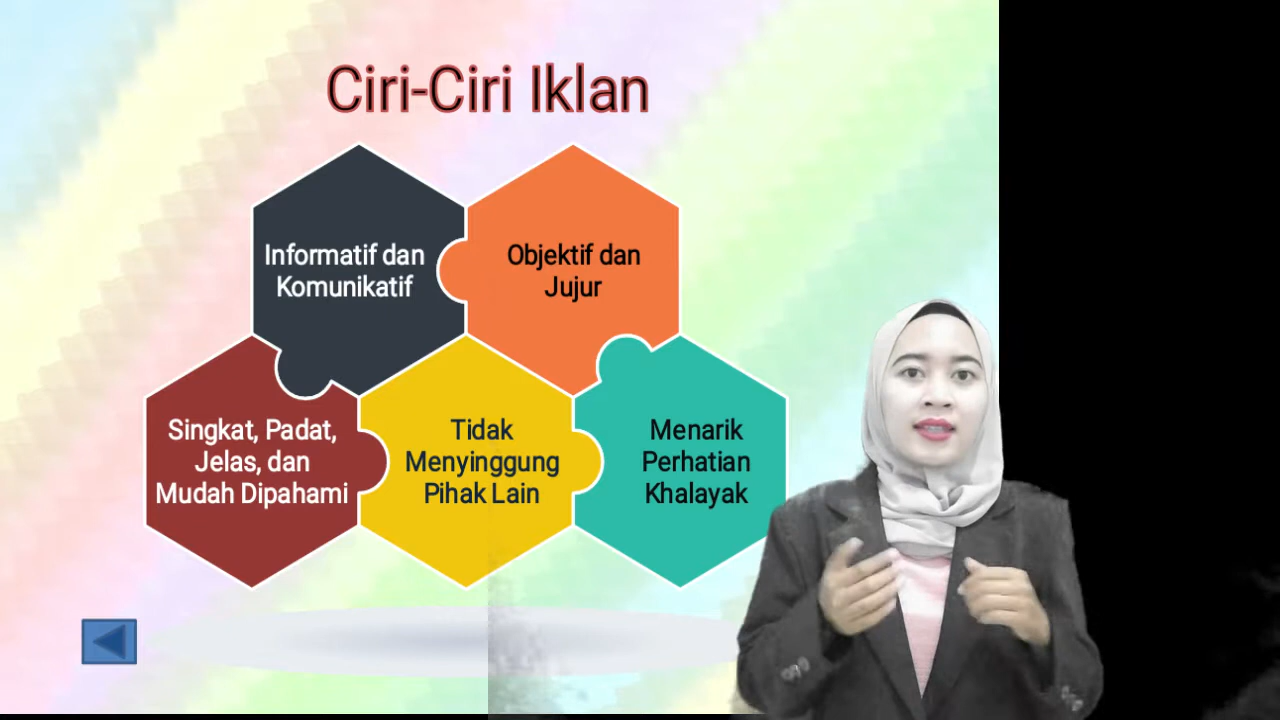 Ciri-Ciri Iklan
Informatif dan
Komunikatif
Objektif dan
Jujur
Singkat, Padat,
Jelas, dan
Mudah Dipahami
Tidak
Menyinggung
Pihak Lain
Menarik
Perhatian
Khalayak